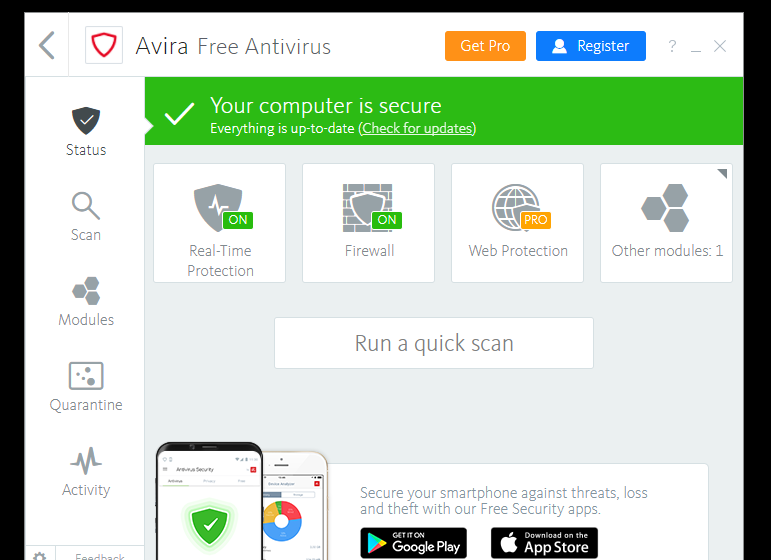 Avira Free Antivirus
Get Pro
Register
?
Status
Scan
Modules
Quarantine
Activity
Feedback
Your computer is secure
Everything is up-to-date (Check for updates)
ON
Real-Time
Protection
ON
Firewall
PRO
Web Protection
Other modules: 1
Run a quick scan
Antivirus Security
Antivirus
Privacy
Device Analyzer
Secure your smartphone against threats, loss
and theft with our Free Security apps.
GET IT ON
Google Play
Download on the
App Store